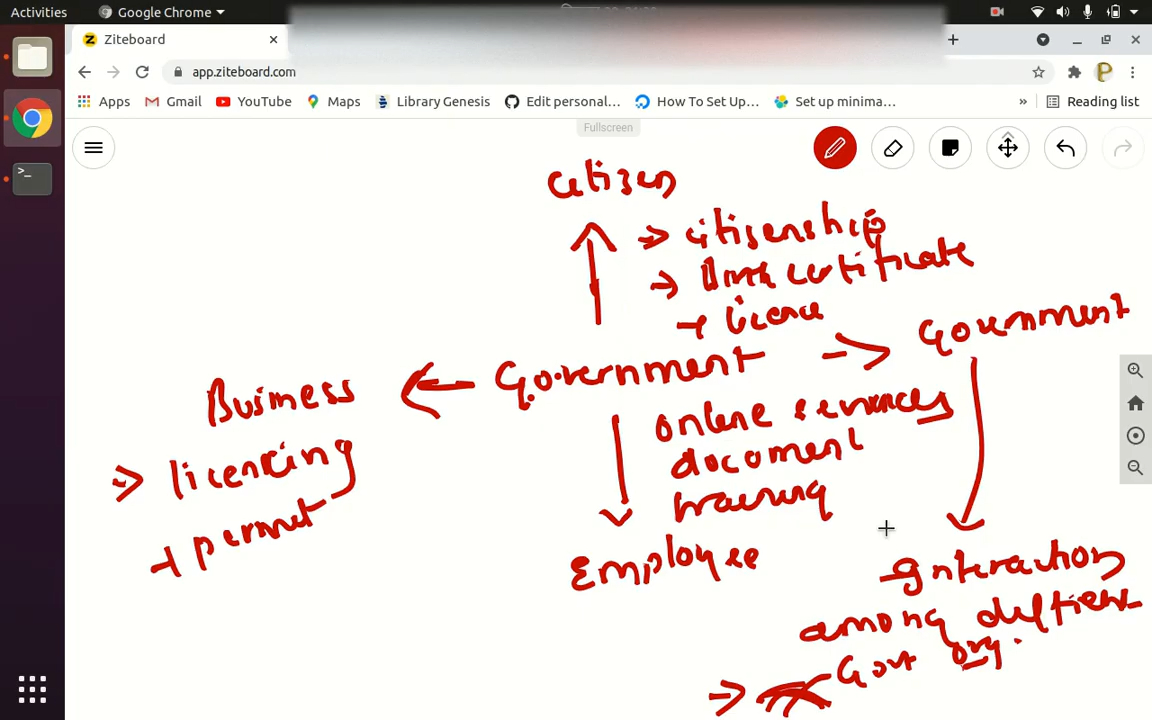 Activities
Google Chrome
Ziteboard
app.ziteboard.com
Apps
Gmail
YouTube
Maps
Library Genesis
Edit personal...
How To Set Up...
Set up minima...
»
Reading list
Fullscreen
citizen
→ citizenship
→ birth certificate
→ licence
Business ← Government → Government
→ licencing
→ permit
online services
document
training
Employee
Interaction
among
Govt org.
→